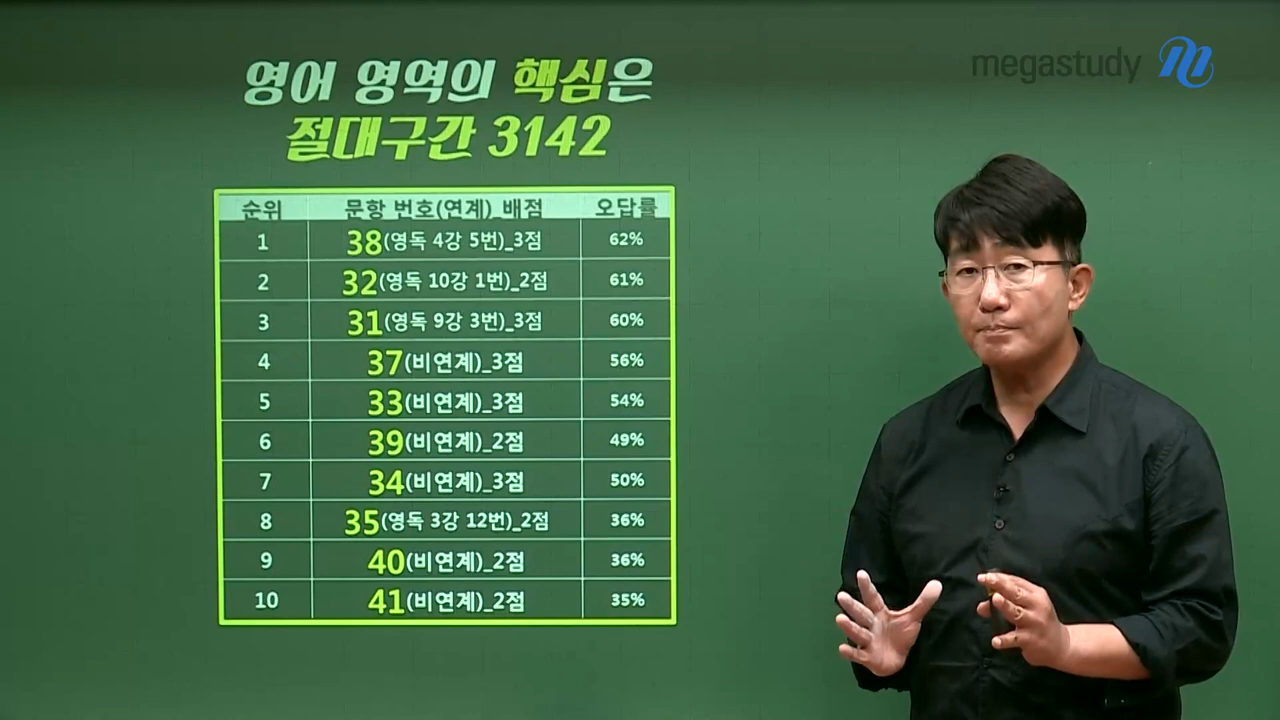 megastudy
영어 영역의 핵심은
절대구간 3142
순위 문항 번호(연계)_배점 오답률
1 38(영독 4강 5번)_3점 62%
2 32(영독 10강 1번)_2점 61%
3 31(영독 9강 3번)_3점 60%
4 37(비연계)_3점 56%
5 33(비연계)_3점 54%
6 39(비연계)_2점 49%
7 34(비연계)_3점 50%
8 35(영독 3강 12번)_2점 36%
9 40(비연계)_2점 36%
10 41(비연계)_2점 35%